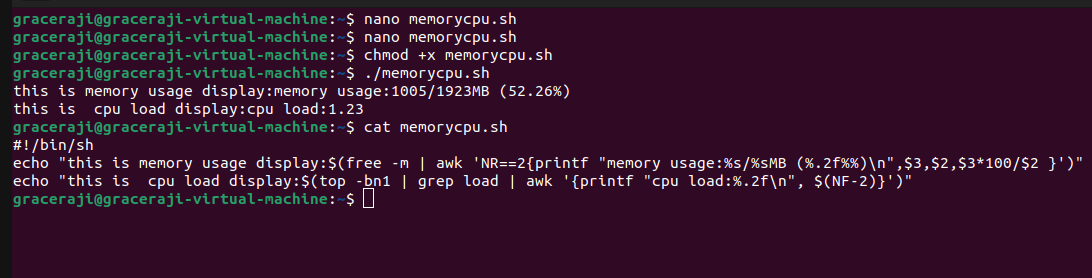 graceraji@graceraji-virtual-machine:~$ nano memorycpu.sh
graceraji@graceraji-virtual-machine:~$ nano memorycpu.sh
graceraji@graceraji-virtual-machine:~$ chmod +x memorycpu.sh
graceraji@graceraji-virtual-machine:~$ ./memorycpu.sh
this is memory usage display:memory usage:1005/1923MB (52.26%)
this is  cpu load display:cpu load:1.23
graceraji@graceraji-virtual-machine:~$ cat memorycpu.sh
#!/bin/sh
echo "this is memory usage display:$(free -m | awk 'NR==2{printf "memory usage:%s/%sMB (%.2f%%)\n",$3,$2,$3*100/$2 }')"
echo "this is  cpu load display:$(top -bn1 | grep load | awk '{printf "cpu load:%.2f\n", $(NF-2)}')"
graceraji@graceraji-virtual-machine:~$